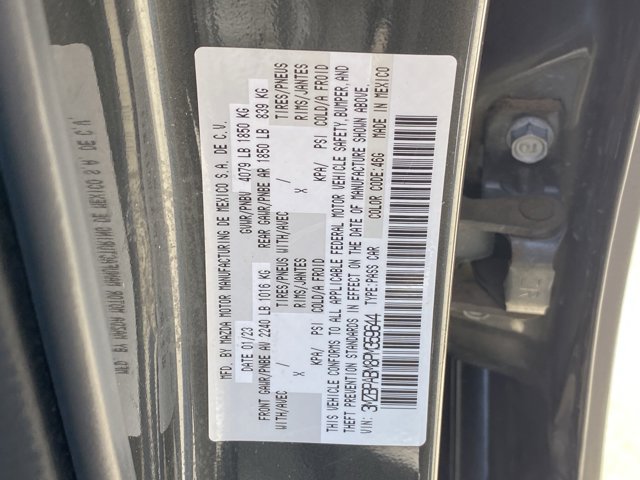 MFD. BY MAZDA MOTOR MANUFACTURING DE MEXICO S.A. DE C.V.
DATE 01/23 GVWR/PNBV 4079 LB 1850 KG
FRONT GAWR/PNBE AV 2240 LB 1016 KG REAR GAWR/PNBE AR 1850 LB 839 KG
WITH/AVEC TIRES/PNEUS WITH/AVEC TIRES/PNEUS
X / RIMS/JANTES X / RIMS/JANTES
KPA/ PSI COLD/A FROID KPA/ PSI COLD/A FROID
THIS VEHICLE CONFORMS TO ALL APPLICABLE FEDERAL MOTOR VEHICLE SAFETY, BUMPER, AND
THEFT PREVENTION STANDARDS IN EFFECT ON THE DATE OF MANUFACTURE SHOWN ABOVE.
VIN: 3MZBPABM8PM359644 TYPE:PASS CAR COLOR CODE:46G MADE IN MEXICO